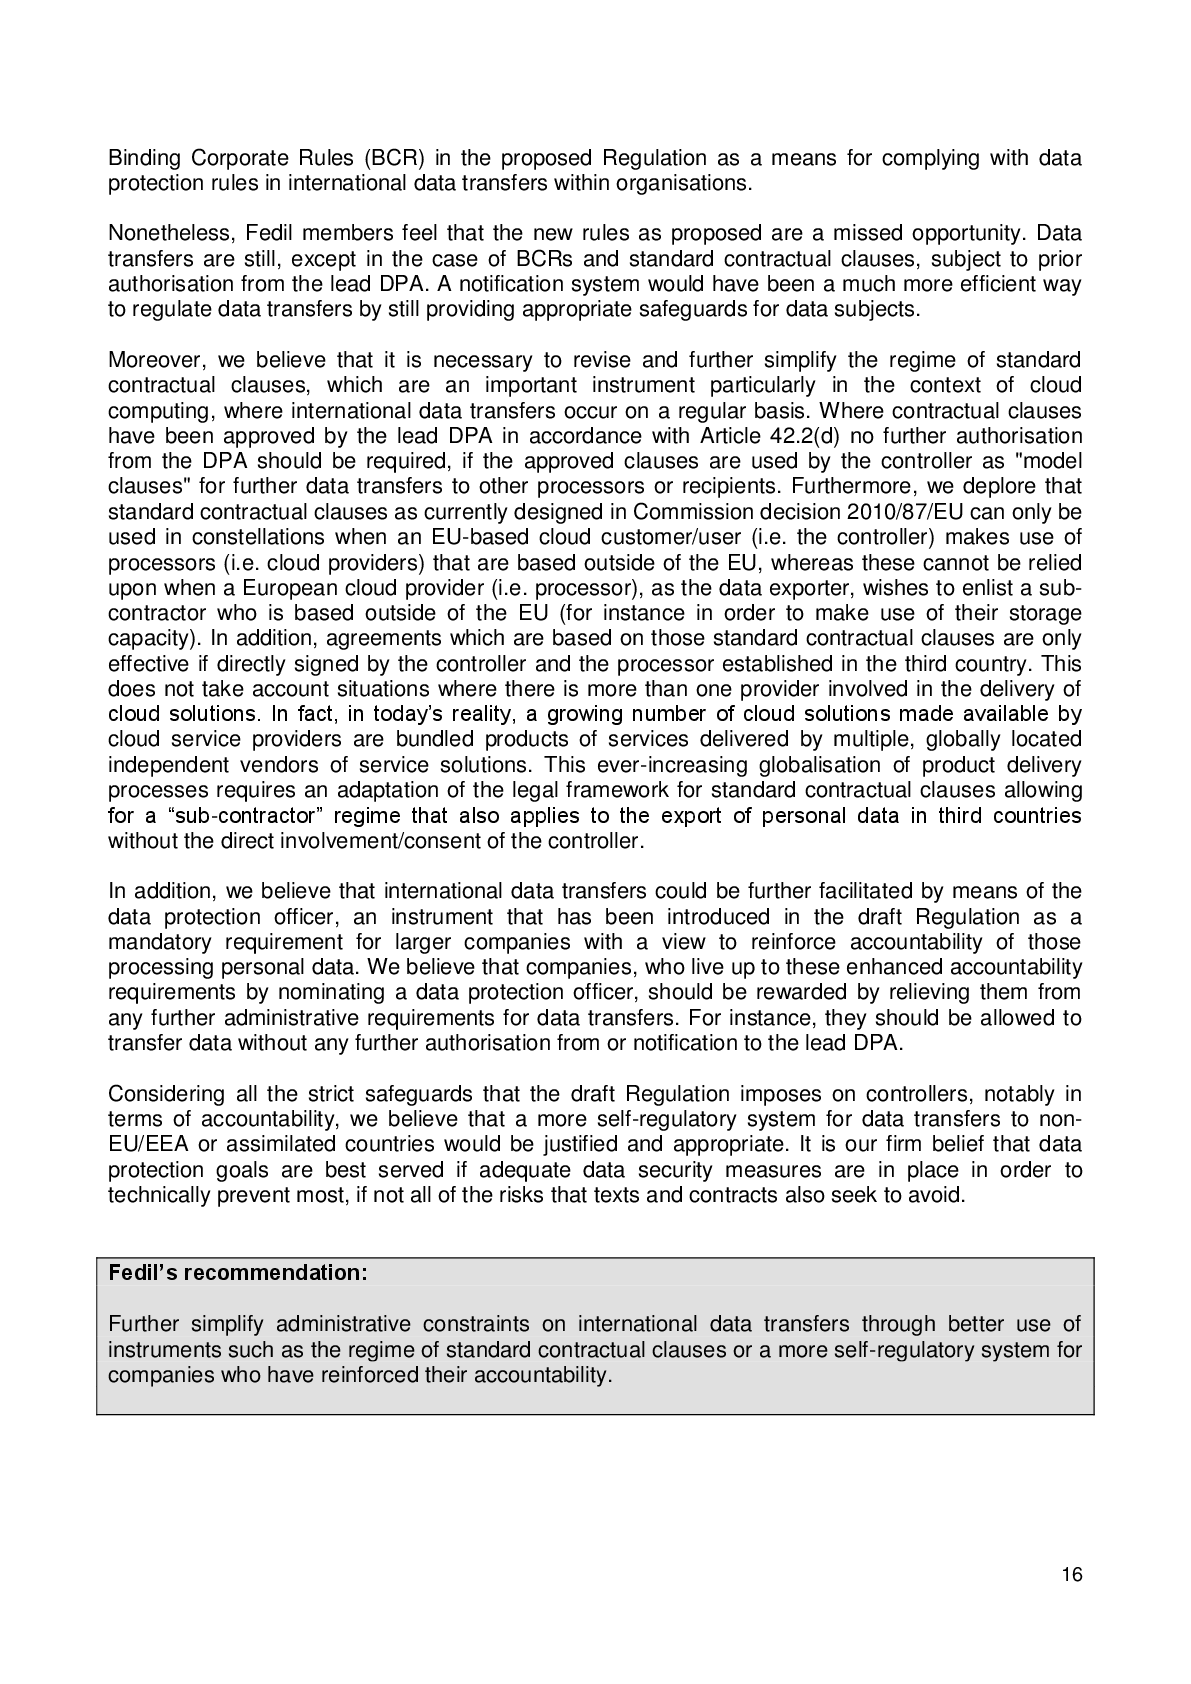 Binding Corporate Rules (BCR) in the proposed Regulation as a means for complying with data
protection rules in international data transfers within organisations.
Nonetheless, Fedil members feel that the new rules as proposed are a missed opportunity. Data
transfers are still, except in the case of BCRs and standard contractual clauses, subject to prior
authorisation from the lead DPA. A notification system would have been a much more efficient way
to regulate data transfers by still providing appropriate safeguards for data subjects.
Moreover, we believe that it is necessary to revise and further simplify the regime of standard
contractual clauses, which are an important instrument particularly in the context of cloud
computing, where international data transfers occur on a regular basis. Where contractual clauses
have been approved by the lead DPA in accordance with Article 42.2(d) no further authorisation
from the DPA should be required, if the approved clauses are used by the controller as "model
clauses" for further data transfers to other processors or recipients. Furthermore, we deplore that
standard contractual clauses as currently designed in Commission decision 2010/87/EU can only be
used in constellations when an EU-based cloud customer/user (i.e. the controller) makes use of
processors (i.e. cloud providers) that are based outside of the EU, whereas these cannot be relied
upon when a European cloud provider (i.e. processor), as the data exporter, wishes to enlist a sub-
contractor who is based outside of the EU (for instance in order to make use of their storage
capacity). In addition, agreements which are based on those standard contractual clauses are only
effective if directly signed by the controller and the processor established in the third country. This
does not take account situations where there is more than one provider involved in the delivery of
cloud solutions. In fact, in today’s reality, a growing number of cloud solutions made available by
cloud service providers are bundled products of services delivered by multiple, globally located
independent vendors of service solutions. This ever-increasing globalisation of product delivery
processes requires an adaptation of the legal framework for standard contractual clauses allowing
for a “sub-contractor” regime that also applies to the export of personal data in third countries
without the direct involvement/consent of the controller.
In addition, we believe that international data transfers could be further facilitated by means of the
data protection officer, an instrument that has been introduced in the draft Regulation as a
mandatory requirement for larger companies with a view to reinforce accountability of those
processing personal data. We believe that companies, who live up to these enhanced accountability
requirements by nominating a data protection officer, should be rewarded by relieving them from
any further administrative requirements for data transfers. For instance, they should be allowed to
transfer data without any further authorisation from or notification to the lead DPA.
Considering all the strict safeguards that the draft Regulation imposes on controllers, notably in
terms of accountability, we believe that a more self-regulatory system for data transfers to non-
EU/EEA or assimilated countries would be justified and appropriate. It is our firm belief that data
protection goals are best served if adequate data security measures are in place in order to
technically prevent most, if not all of the risks that texts and contracts also seek to avoid.
Fedil’s recommendation:
Further simplify administrative constraints on international data transfers through better use of
instruments such as the regime of standard contractual clauses or a more self-regulatory system for
companies who have reinforced their accountability.
16